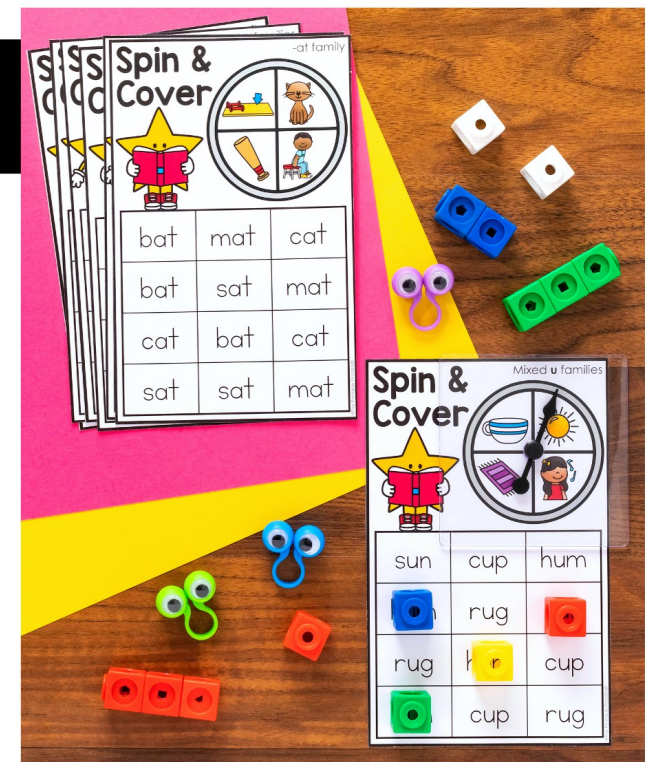 -at family
Spin &
Cover
bat mat cat
bat sat mat
cat bat cat
sat sat mat
Mixed u families
Spin &
Cover
sun cup hum
rug
rug cup
cup rug